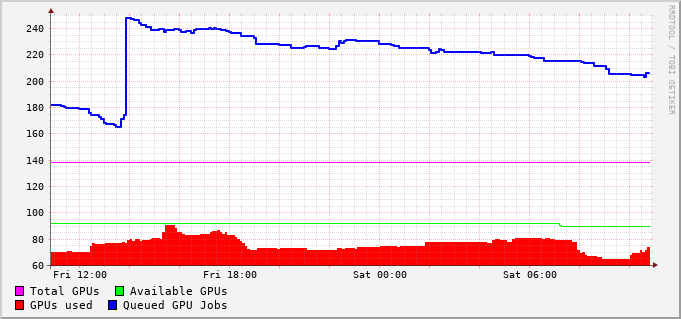 240
220
200
180
160
140
120
100
80
60
Fri 12:00 Fri 18:00 Sat 00:00 Sat 06:00
Total GPUs Available GPUs
GPUs used Queued GPU Jobs
RRDTOOL / TOBI OETIKER